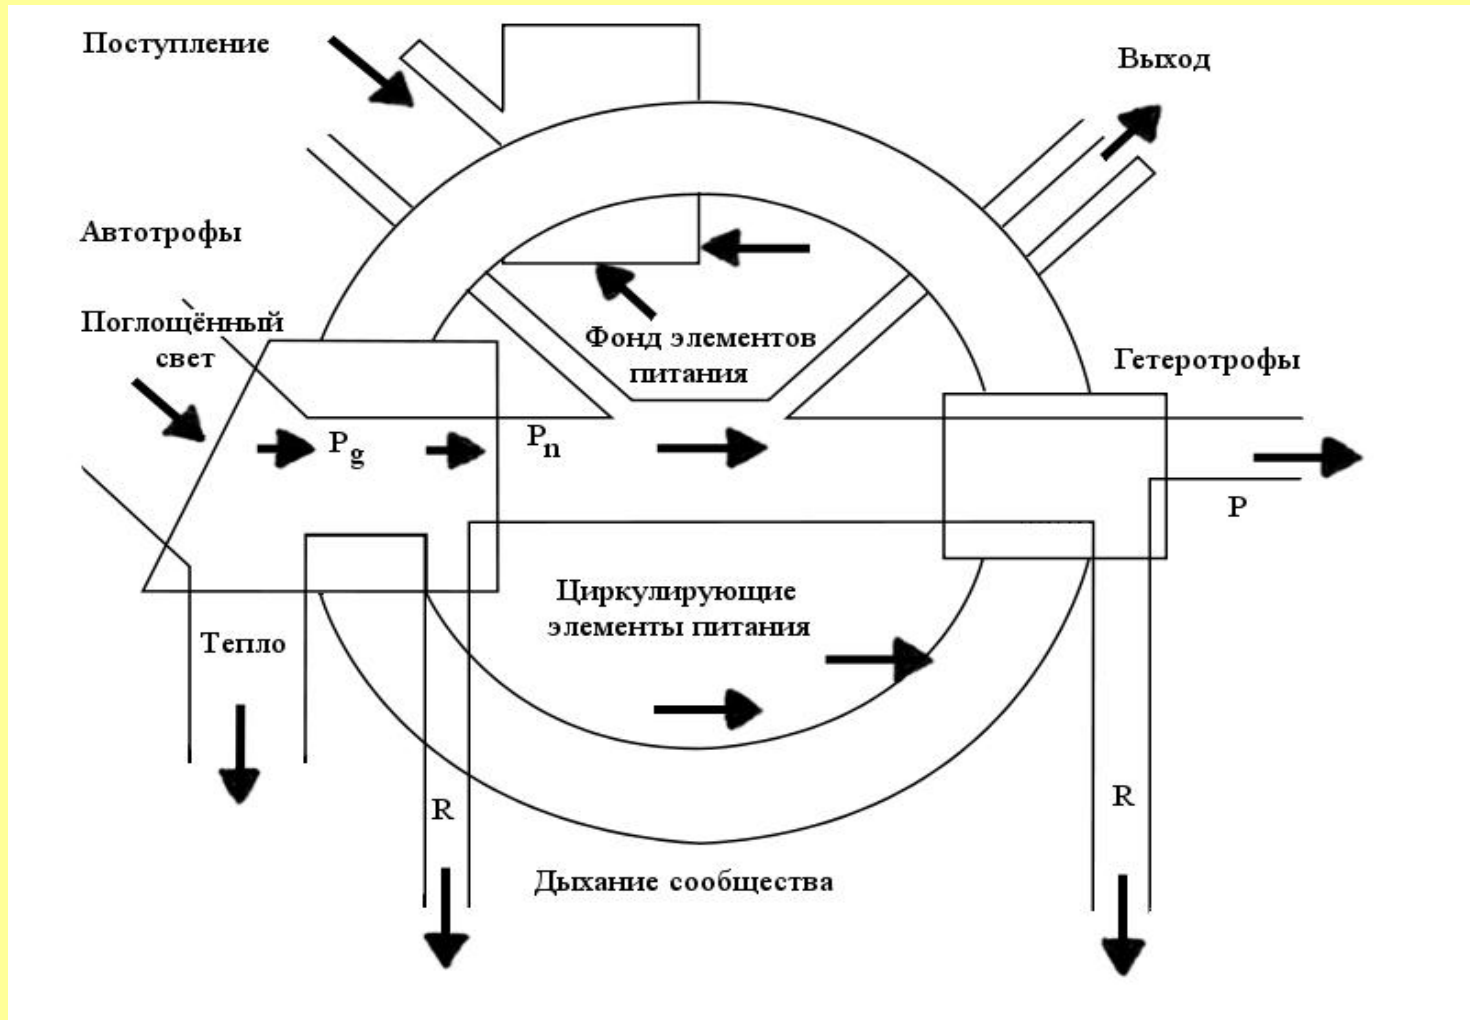 Поступление
Выход
Автотрофы
Поглощённый
свет
Фонд элементов
питания
Гетеротрофы
Pg
Pn
P
Циркулирующие
элементы питания
Тепло
R
R
Дыхание сообщества